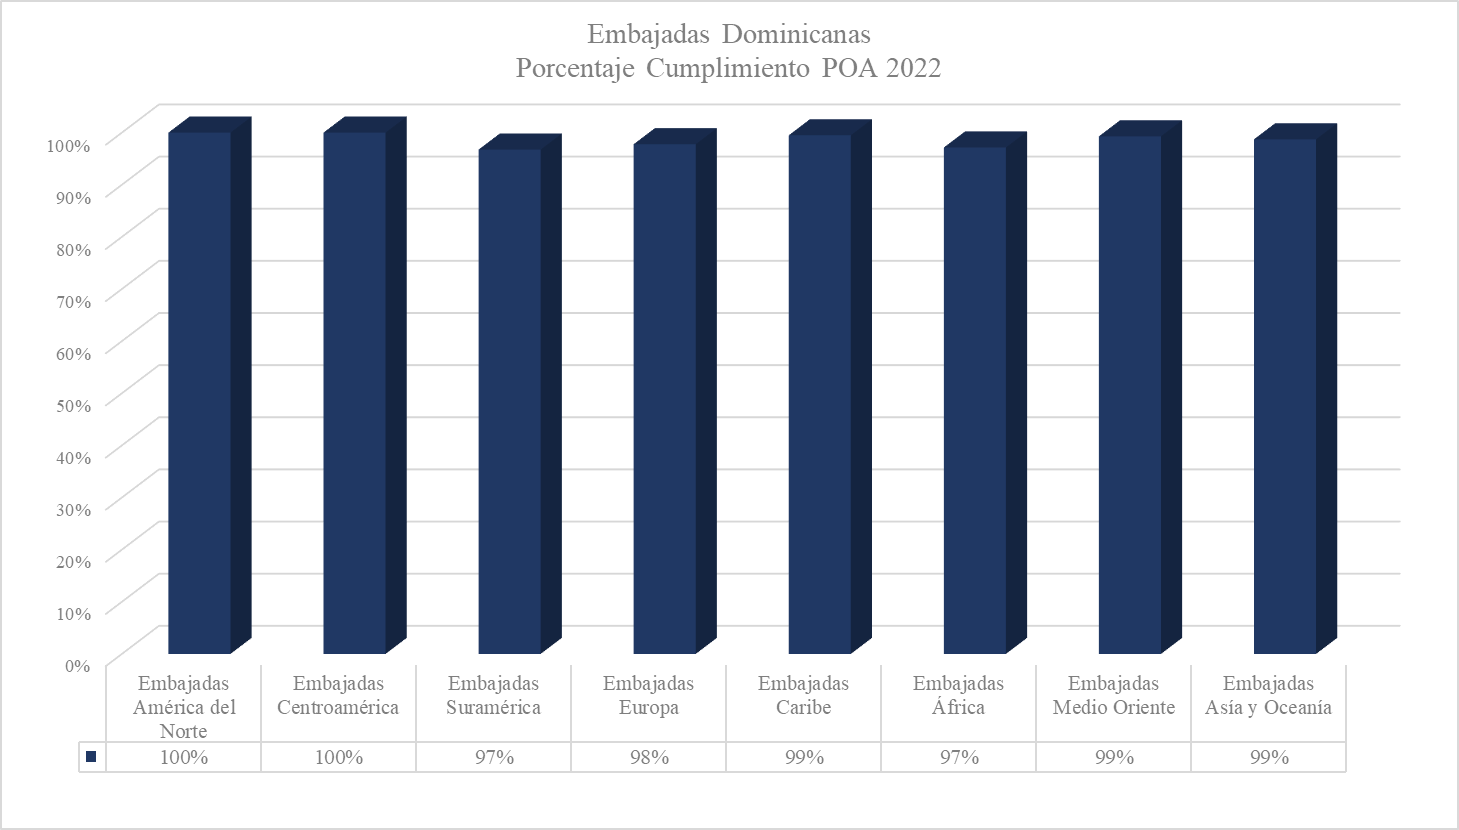 Embajadas Dominicanas
Porcentaje Cumplimiento POA 2022
100%
90%
80%
70%
60%
50%
40%
30%
20%
10%
0%
Embajadas
América del
Norte
Embajadas
Centroamérica
Embajadas
Suramérica
Embajadas
Europa
Embajadas
Caribe
Embajadas
África
Embajadas
Medio Oriente
Embajadas
Asía y Oceanía
100% 100% 97% 98% 99% 97% 99% 99%